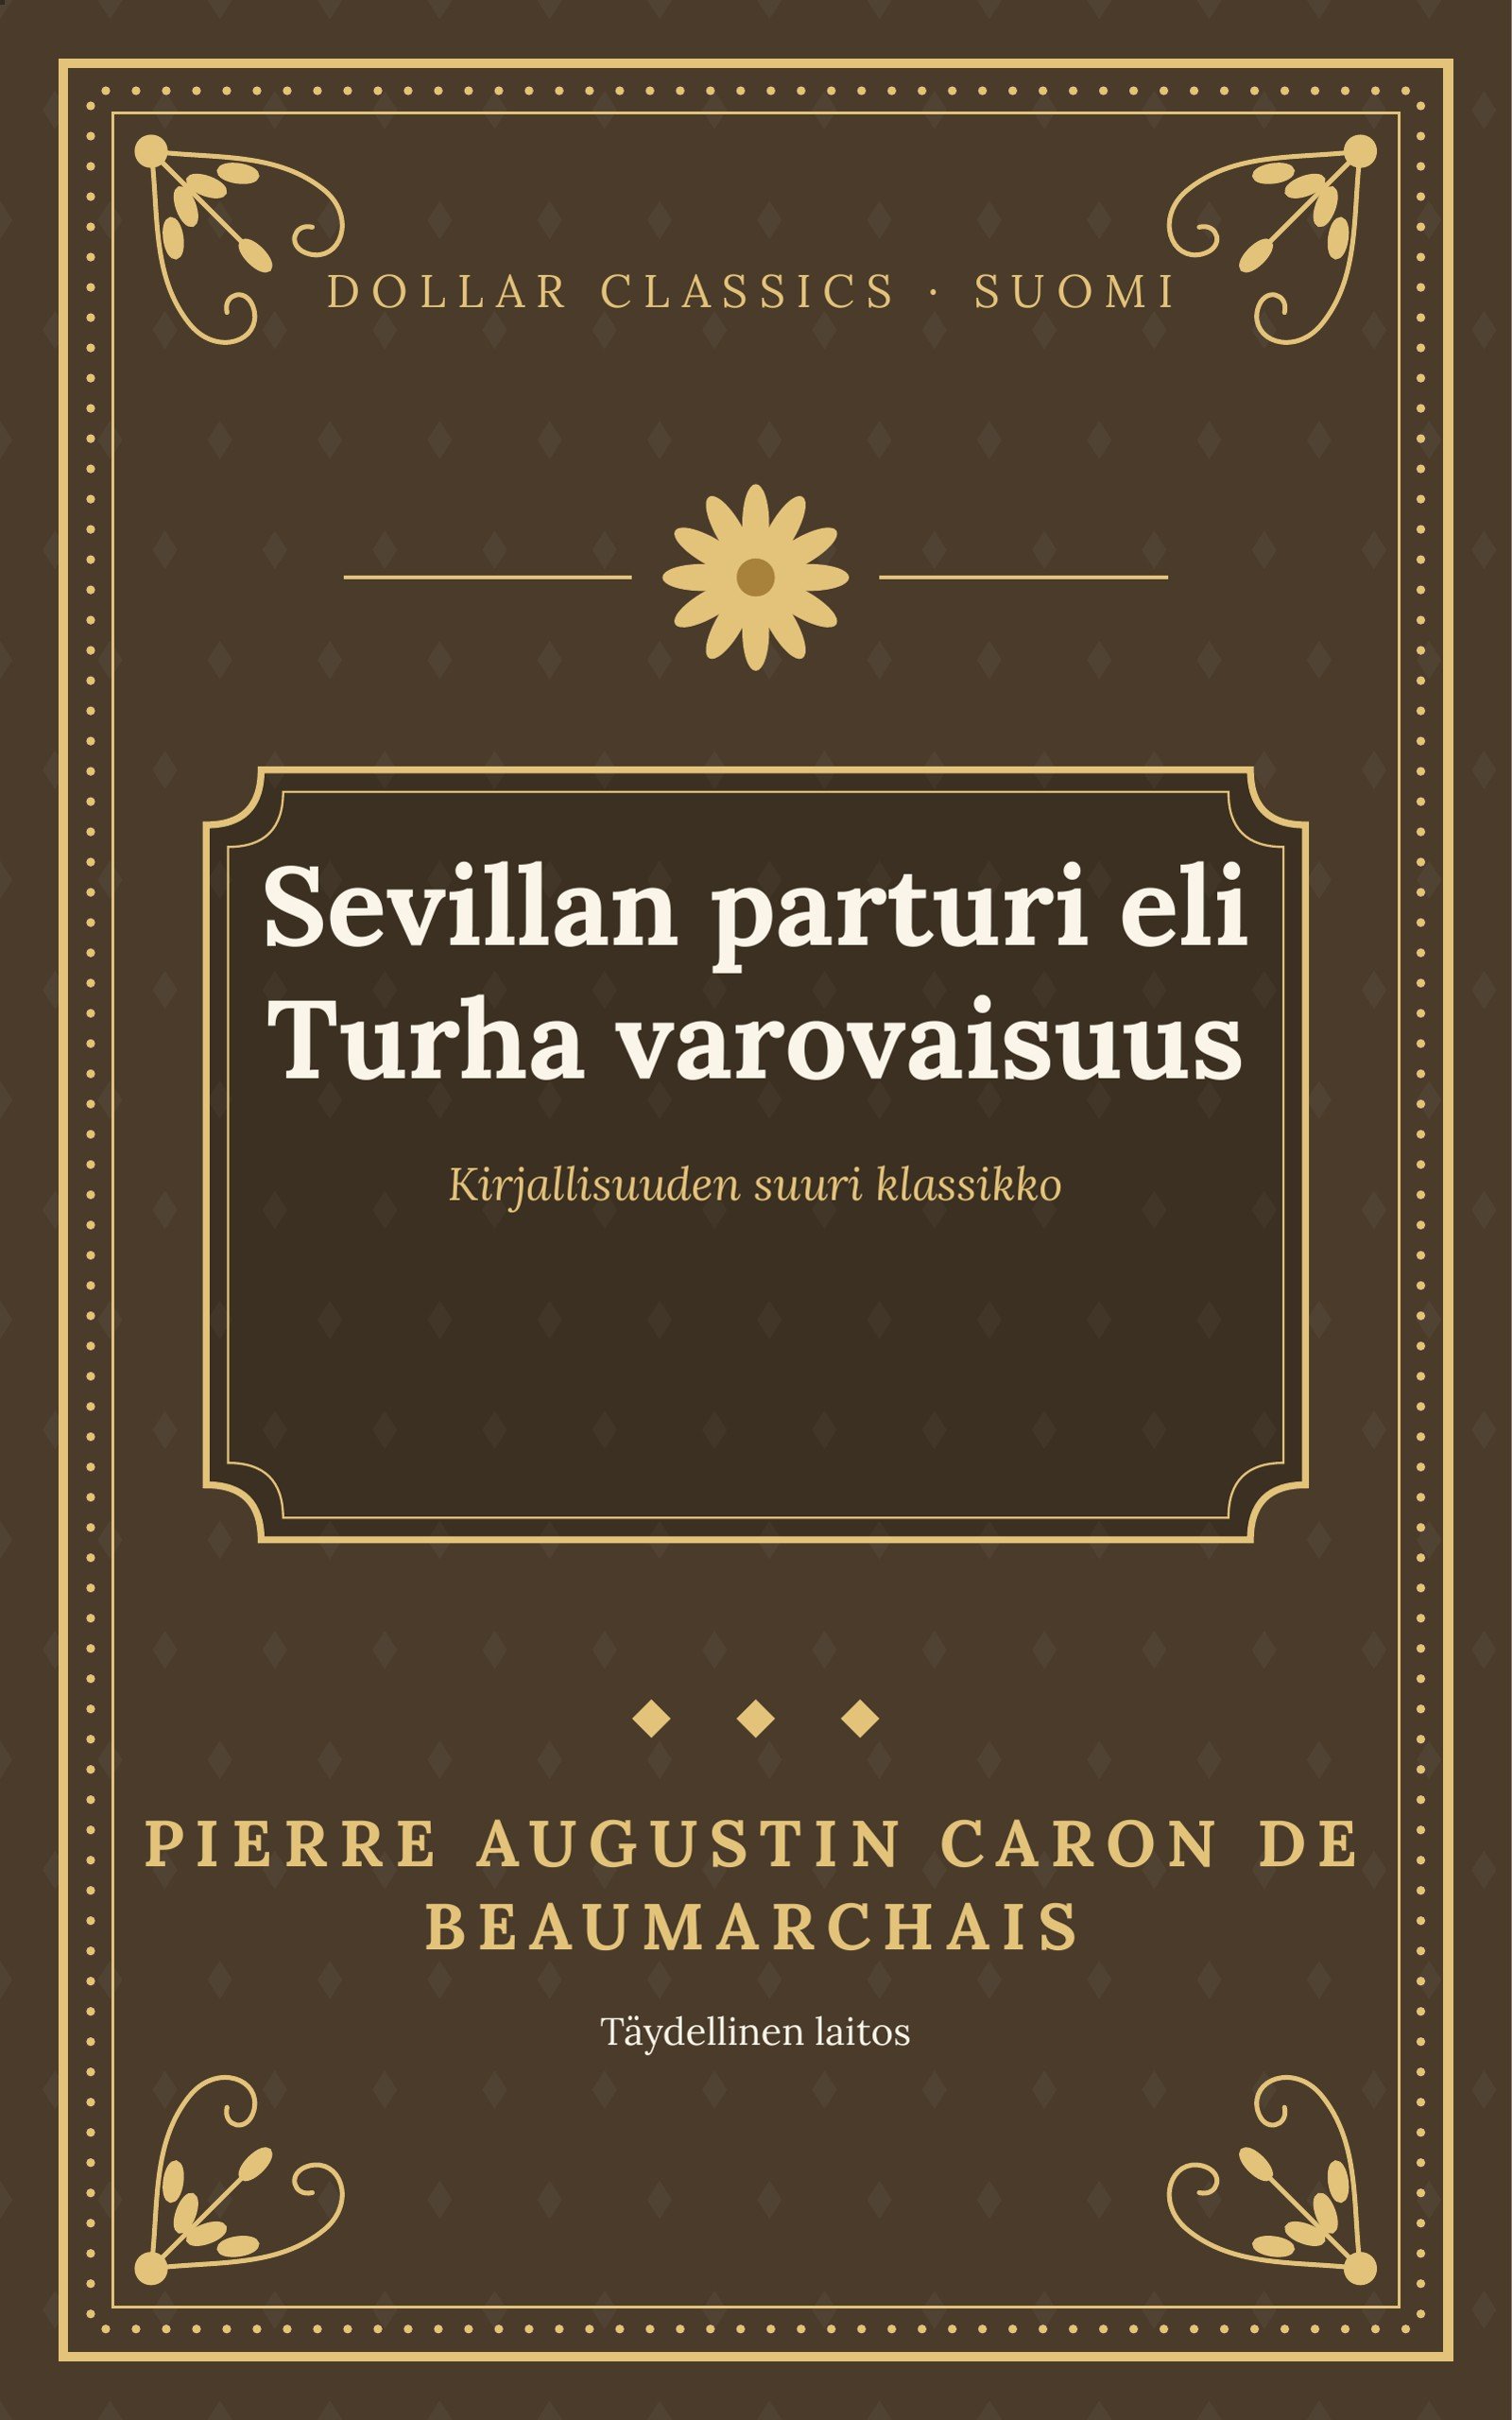 DOLLAR CLASSICS · SUOMI
Sevillan parturi eli
Turha varovaisuus
Kirjallisuuden suuri klassikko
PIERRE AUGUSTIN CARON DE
BEAUMARCHAIS
Täydellinen laitos